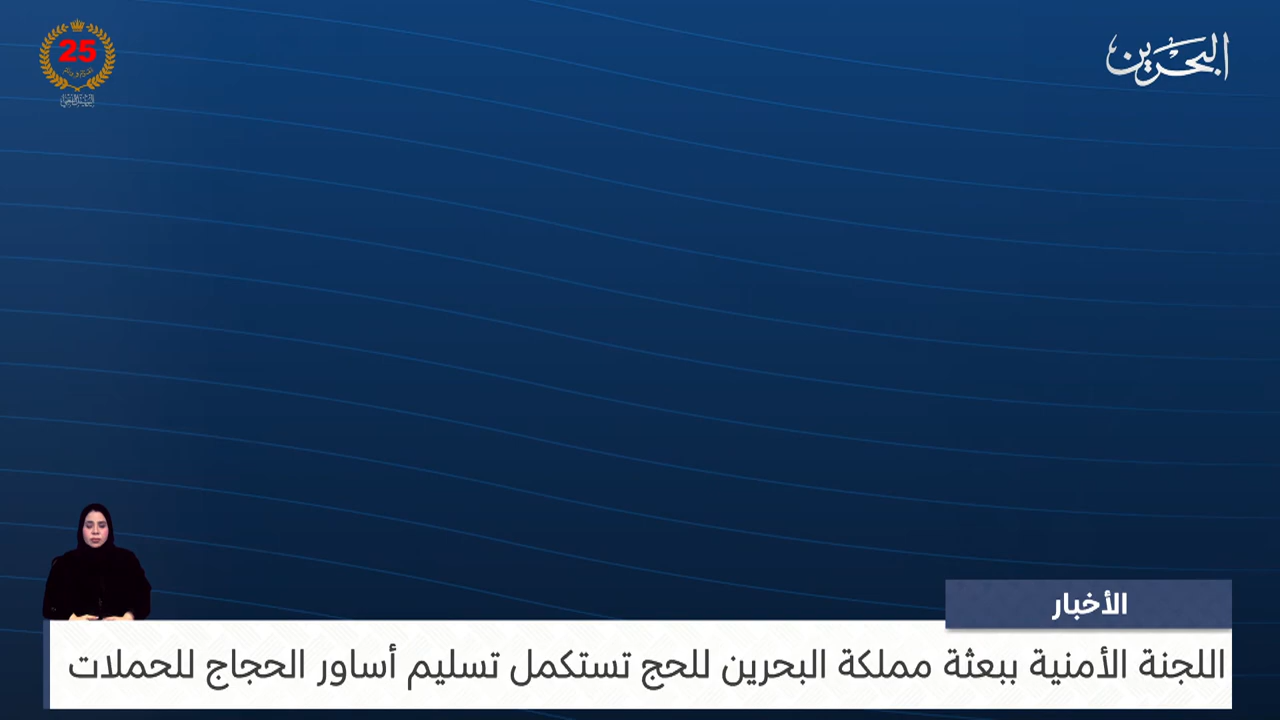 البحرين
25
الأخبار
اللجنة الأمنية ببعثة مملكة البحرين للحج تستكمل تسليم أساور الحجاج للحملات